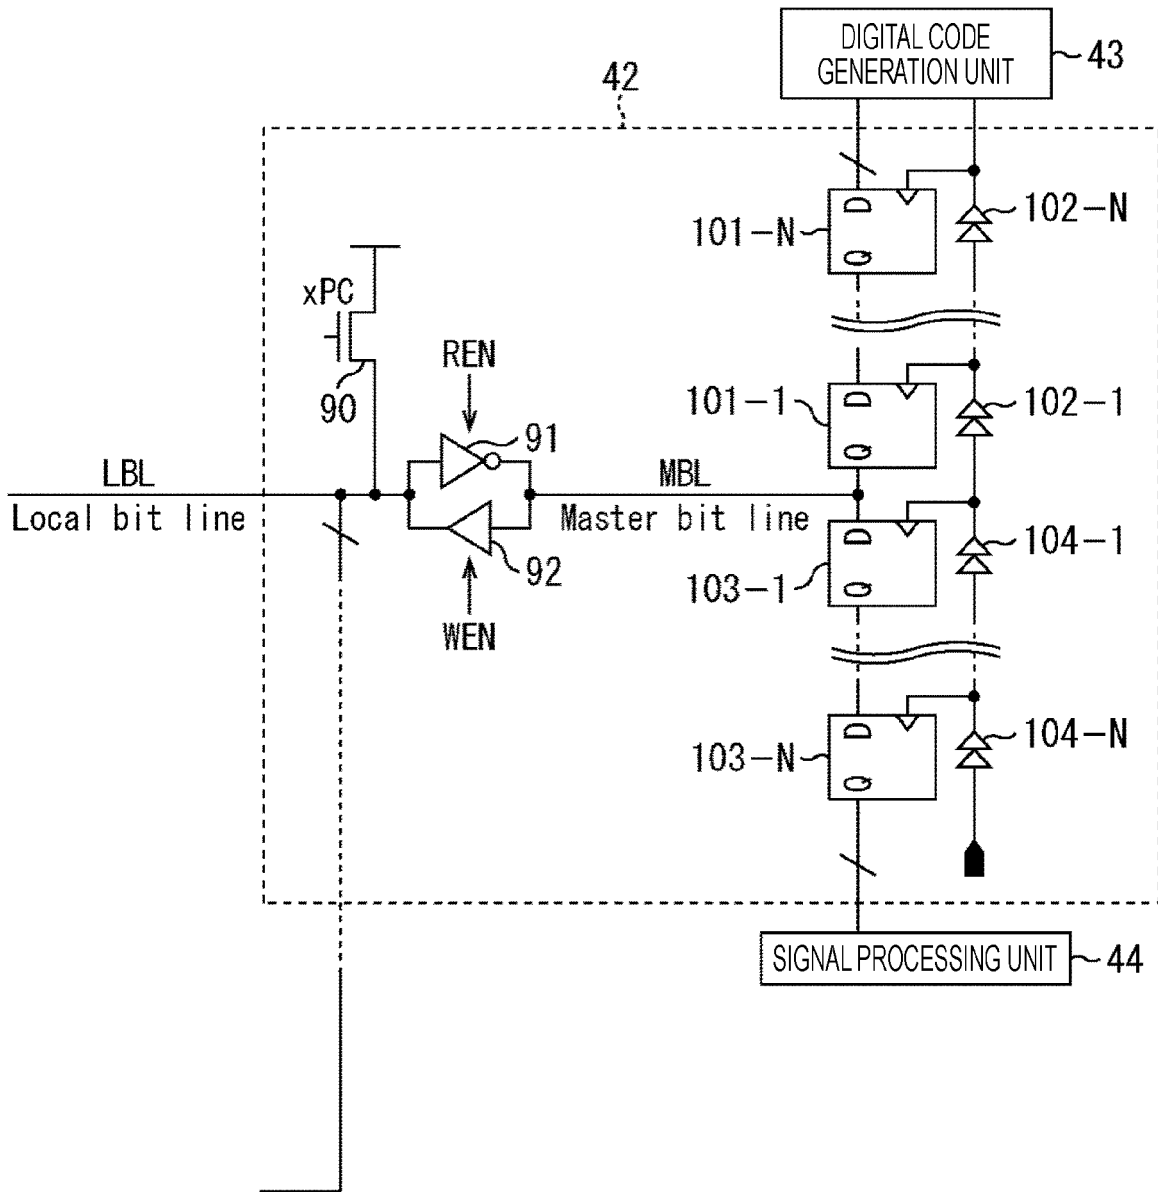 DIGITAL CODE
GENERATION UNIT
43
42
D
Q
101-N
102-N
xPC
90
REN
91
D
Q
101-1
102-1
LBL
Local bit line
MBL
Master bit line
92
WEN
D
Q
103-1
104-1
D
Q
103-N
104-N
SIGNAL PROCESSING UNIT
44